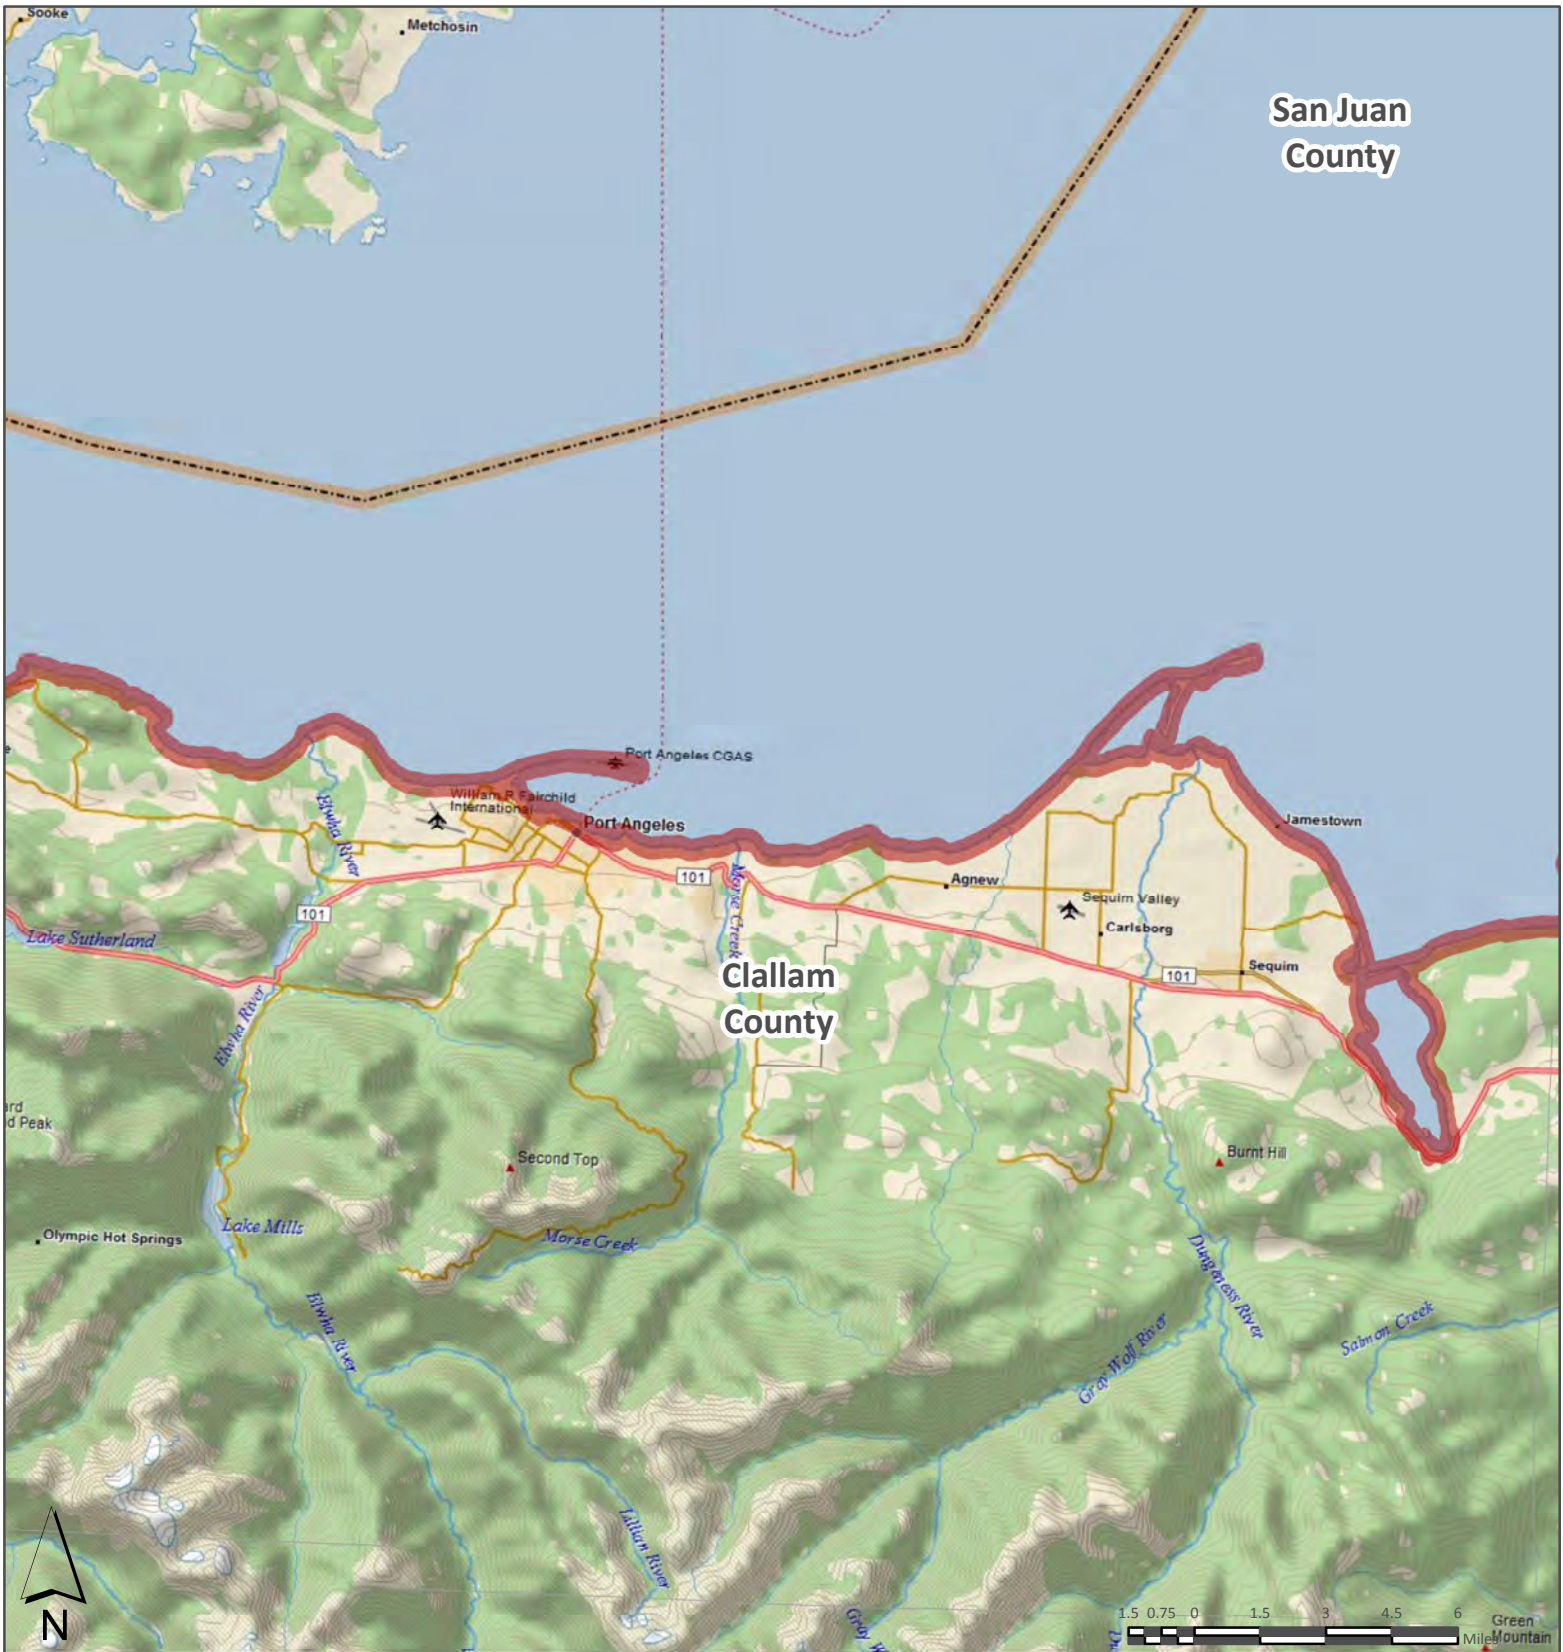 Sooke
Metchosin
San Juan
County
Port Angeles CGAS
William R Fairchild
International
Elwha River
Port Angeles
Jamestown
101
Morse Creek
Agnew
Sequim Valley
101
Carlsborg
Lake Sutherland
Clallam
County
101
Sequim
Elwha River
d Peak
Second Top
Burnt Hill
Lake Mills
Olympic Hot Springs
Morse Creek
Dungeness River
Elwha River
Salmon Creek
Gray Wolf River
Lillian River
Gray W
N
1.5 0.75 0 1.5 3 4.5 6
Miles
Green
Mountain